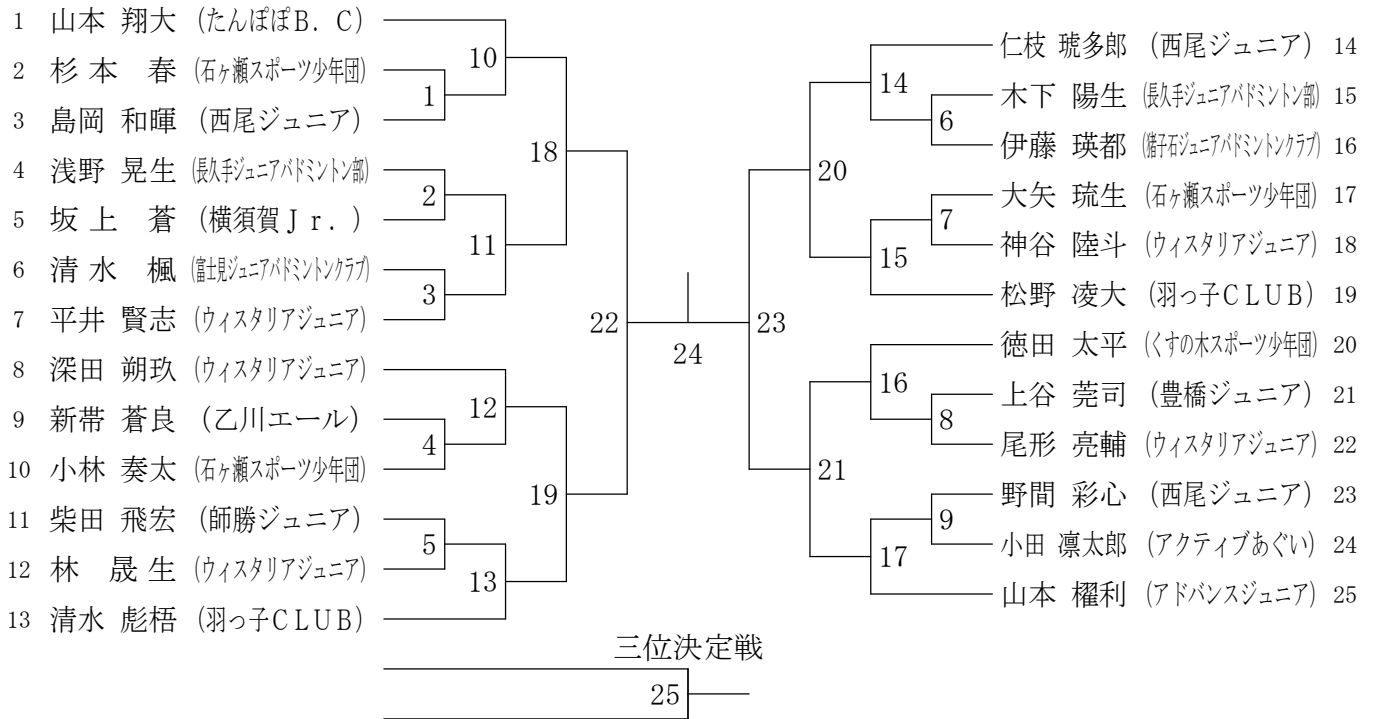 1 山本 翔大 (たんぽぽB．C)
2 杉本 春 (石ヶ瀬スポーツ少年団)
3 島岡 和暉 (西尾ジュニア)
4 浅野 晃生 (長久手ジュニアバドミントン部)
5 坂上 蒼 (横須賀Ｊｒ．)
6 清水 楓 (富士見ジュニアバドミントンクラブ)
7 平井 賢志 (ウィスタリアジュニア)
8 深田 朔玖 (ウィスタリアジュニア)
9 新帯 蒼良 (乙川エール)
10 小林 奏太 (石ヶ瀬スポーツ少年団)
11 柴田 飛宏 (師勝ジュニア)
12 林 晟生 (ウィスタリアジュニア)
13 清水 彪梧 (羽っ子ＣＬＵＢ)
10
1
18
2
11
3
22
12
4
19
5
13
24
仁枝 琥多郎 (西尾ジュニア) 14
木下 陽生 (長久手ジュニアバドミントン部) 15
伊藤 瑛都 (猪子石ジュニアバドミントンクラブ) 16
大矢 琉生 (石ヶ瀬スポーツ少年団) 17
神谷 陸斗 (ウィスタリアジュニア) 18
松野 凌大 (羽っ子ＣＬＵＢ) 19
徳田 太平 (くすの木スポーツ少年団) 20
上谷 莞司 (豊橋ジュニア) 21
尾形 亮輔 (ウィスタリアジュニア) 22
野間 彩心 (西尾ジュニア) 23
小田 凛太郎 (アクティブあぐい) 24
山本 櫂利 (アドバンスジュニア) 25
14
6
20
7
15
23
16
8
21
9
17
三位決定戦
25